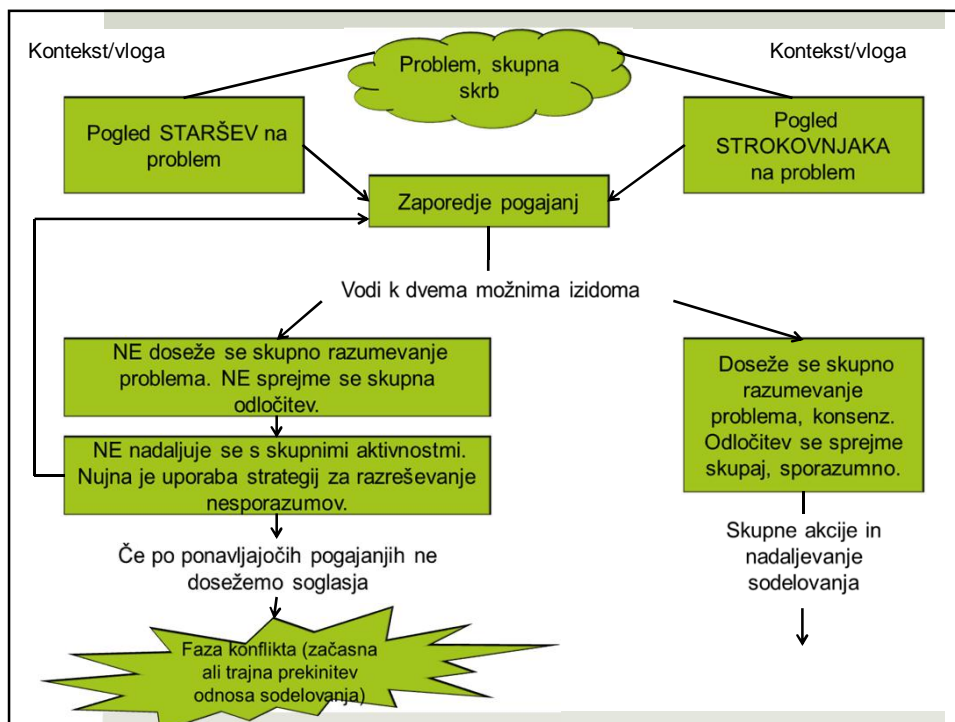 Kontekst/vloga
Problem, skupna
skrb
Kontekst/vloga
Pogled STARŠEV na
problem
Pogled
STROKOVNJAKA
na problem
Zaporedje pogajanj
Vodi k dvema možnima izidoma
NE doseže se skupno razumevanje
problema. NE sprejme se skupna
odločitev.
Doseže se skupno
razumevanje
problema, konsenz.
Odločitev se sprejme
skupaj, sporazumno.
NE nadaljuje se s skupnimi aktivnostmi.
Nujna je uporaba strategij za razreševanje
nesporazumov.
Skupne akcije in
nadaljevanje
sodelovanja
Če po ponavljajočih pogajanjih ne
dosežemo soglasja
Faza konflikta (začasna
ali trajna prekinitev
odnosa sodelovanja)